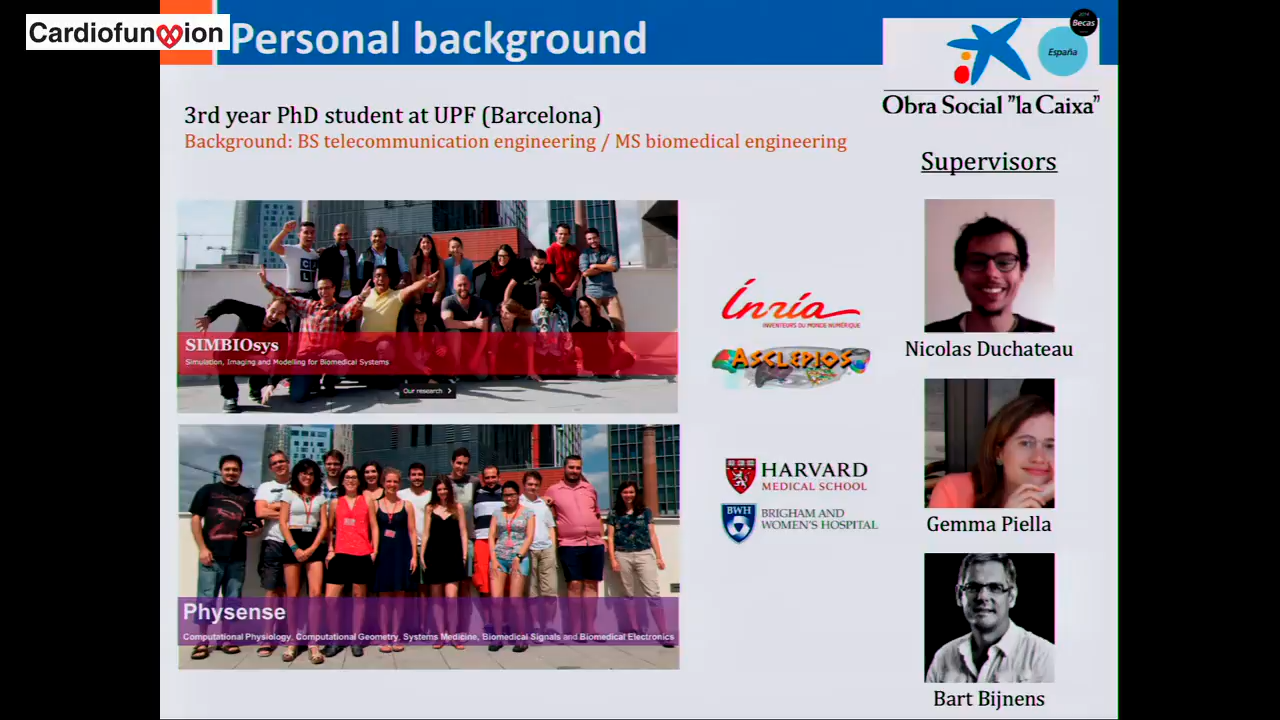 Cardiofunxion
Personal background
2014
Becas
España
Obra Social "la Caixa"
3rd year PhD student at UPF (Barcelona)
Background: BS telecommunication engineering / MS biomedical engineering
Supervisors
SIMBIOsys
Simulation, Imaging and Modelling for Biomedical Systems
Our research >
Inria
INVENTEURS DU MONDE NUMÉRIQUE
ASCLEPIOS
Nicolas Duchateau
HARVARD
MEDICAL SCHOOL
BWH
BRIGHAM AND
WOMEN'S HOSPITAL
Gemma Piella
Physense
Computational Physiology, Computational Geometry, Systems Medicine, Biomedical Signals and Biomedical Electronics
Bart Bijnens